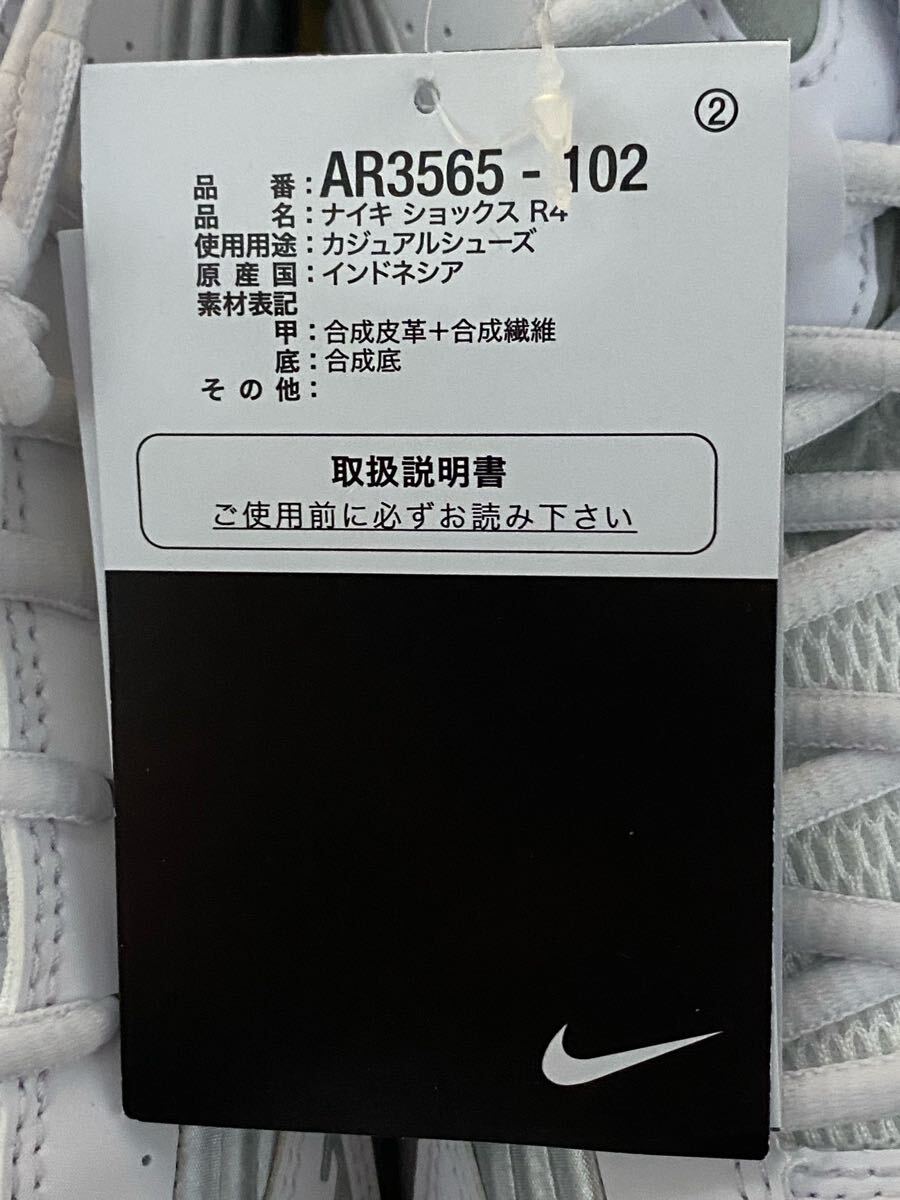 ②
品番：AR3565 - 102
品名：ナイキ ショックス R4
使用用途：カジュアルシューズ
原産国：インドネシア
素材表記
甲：合成皮革＋合成繊維
底：合成底
その他：
取扱説明書
ご使用前に必ずお読み下さい